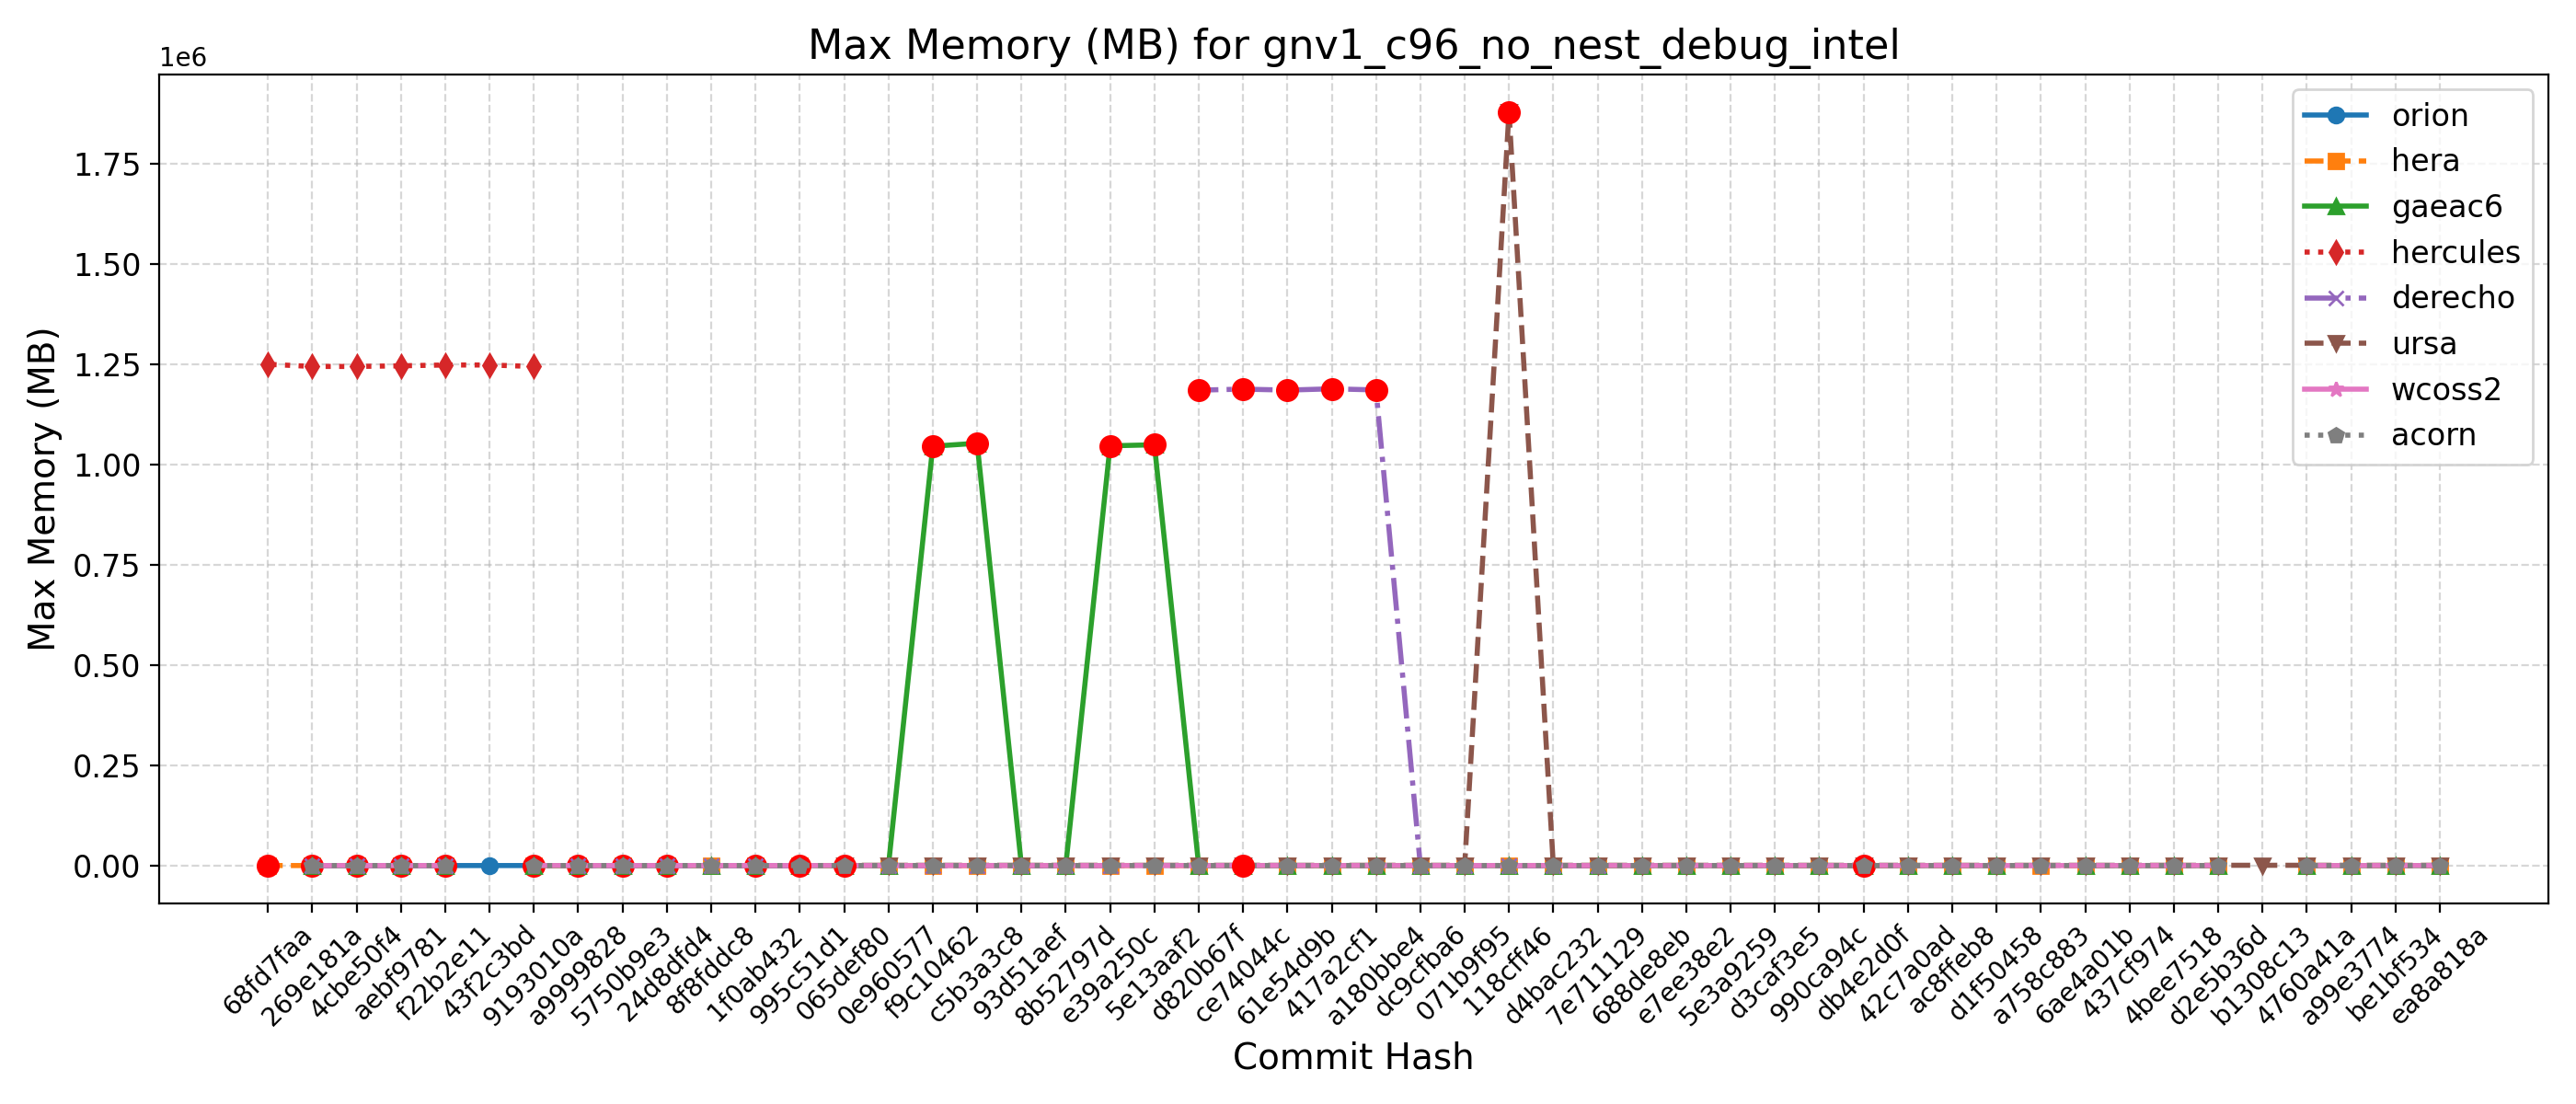 Max Memory (MB) for gnv1_c96_no_nest_debug_intel
1e6
1.75
1.50
1.25
1.00
0.75
0.50
0.25
0.00
Max Memory (MB)
orion
hera
gaeac6
hercules
derecho
ursa
wcoss2
acorn
68fd7faa
269e181a
4cbe50f4
aebf9781
f22b2e11
43f2c3bd
9193010a
a9999828
5750b9e3
24d8dfd4
8f8fddc8
1f0ab432
995c51d1
065def80
0e960577
f9c10462
c5b3a3c8
93d51aef
8b52797d
e39a250c
5e13aaf2
d820b67f
ce74044c
61e54d9b
417a2cf1
a180bbe4
dc9cfba6
071b9f95
118cff46
d4bac232
7e711129
688de8eb
e7ee38e2
5e3a9259
d3caf3e5
990ca94c
db4e2d0f
42c7a0ad
ac8ffeb8
d1f50458
a758c883
6ae4a01b
437cf974
4bee7518
d2e5b36d
b1308c13
4760a41a
a99e3774
be1bf534
ea8a818a
Commit Hash